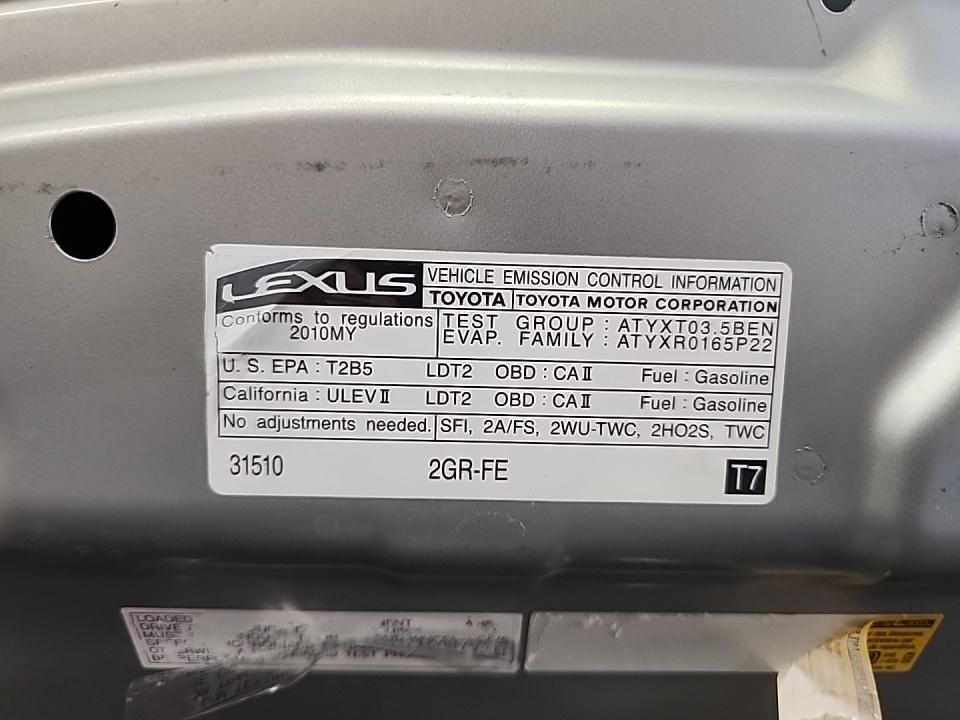 LEXUS
VEHICLE EMISSION CONTROL INFORMATION
TOYOTA TOYOTA MOTOR CORPORATION
Conforms to regulations
2010MY
TEST GROUP : ATYXT03.5BEN
EVAP. FAMILY : ATYXR0165P22
U. S. EPA : T2B5 LDT2 OBD : CAⅡ Fuel : Gasoline
California : ULEVⅡ LDT2 OBD : CAⅡ Fuel : Gasoline
No adjustments needed. SFI, 2A/FS, 2WU-TWC, 2HO2S, TWC
31510 2GR-FE T7
LOADED
DRIVE